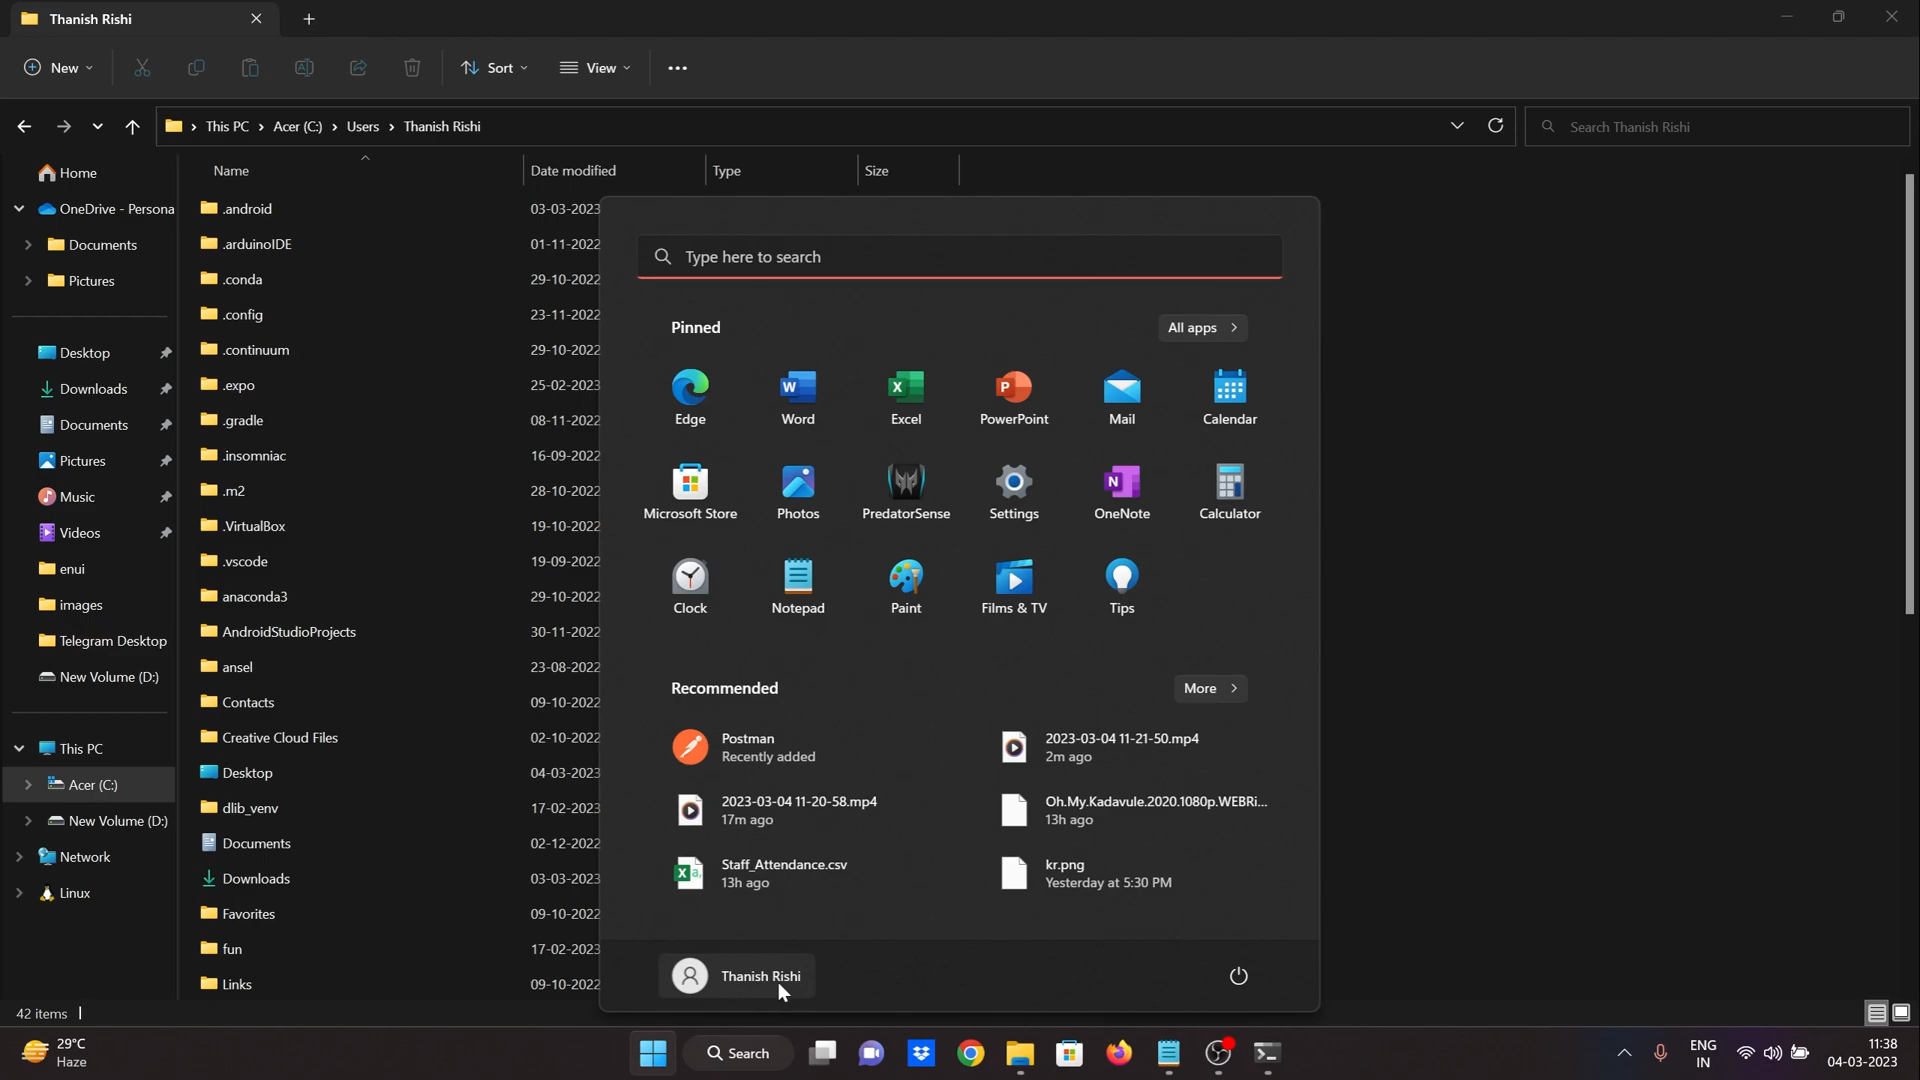 Thanish Rishi
New
Sort
View
This PC > Acer (C:) > Users > Thanish Rishi
Search Thanish Rishi
Name
Date modified
Type
Size
Home
OneDrive - Persona
Documents
Pictures
Desktop
Downloads
Documents
Pictures
Music
Videos
enui
images
Telegram Desktop
New Volume (D:)
This PC
Acer (C:)
New Volume (D:)
Network
Linux
.android 03-03-2023
.arduinoIDE 01-11-2022
.conda 29-10-2022
.config 23-11-2022
.continuum 29-10-2022
.expo 25-02-2023
.gradle 08-11-2022
.insomniac 16-09-2022
.m2 28-10-2022
.VirtualBox 19-10-2022
.vscode 19-09-2022
anaconda3 29-10-2022
AndroidStudioProjects 30-11-2022
ansel 23-08-2022
Contacts 09-10-2022
Creative Cloud Files 02-10-2022
Desktop 04-03-2023
dlib_venv 17-02-2023
Documents 02-12-2022
Downloads 03-03-2023
Favorites 09-10-2022
fun 17-02-2023
Links 09-10-2022
Type here to search
Pinned
All apps >
Edge
Word
Excel
PowerPoint
Mail
Calendar
Microsoft Store
Photos
PredatorSense
Settings
OneNote
Calculator
Clock
Notepad
Paint
Films & TV
Tips
Recommended
More >
Postman
Recently added
2023-03-04 11-21-50.mp4
2m ago
2023-03-04 11-20-58.mp4
17m ago
Oh.My.Kadavule.2020.1080p.WEBRi...
13h ago
Staff_Attendance.csv
13h ago
kr.png
Yesterday at 5:30 PM
Thanish Rishi
42 items
29°C
Haze
Search
ENG
IN
11:38
04-03-2023